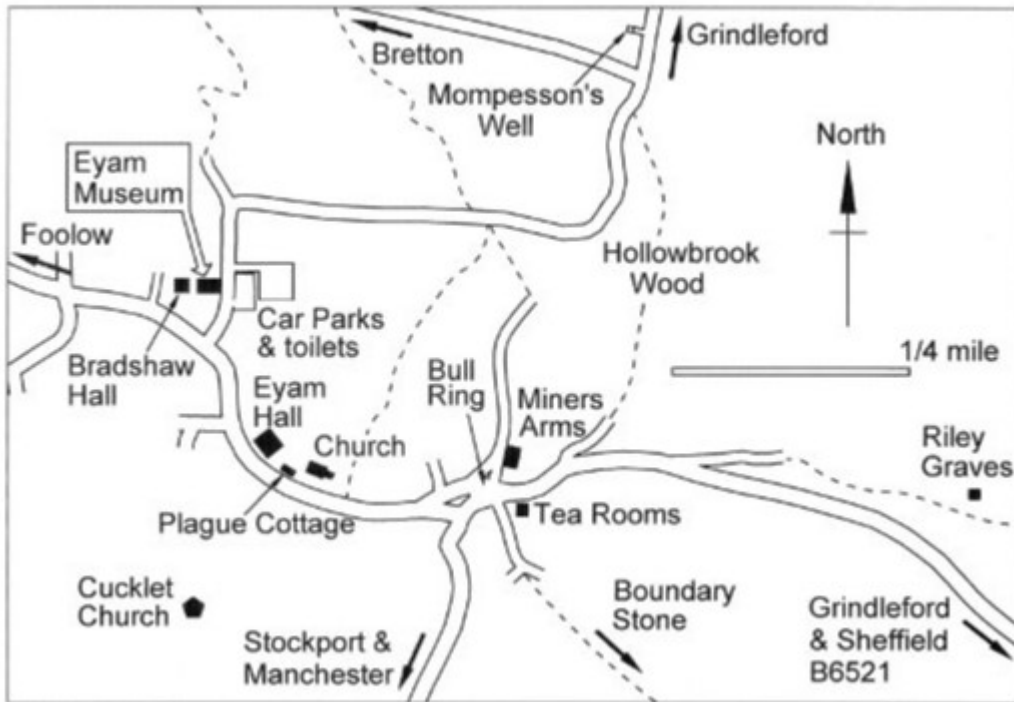 Bretton
Grindleford
Mompesson's
Well
North
Eyam
Museum
Foolow
Hollowbrook
Wood
Car Parks
& toilets
Bradshaw
Hall
1/4 mile
Bull
Ring
Eyam
Hall
Miners
Arms
Church
Riley
Graves
Plague Cottage
Tea Rooms
Cucklet
Church
Boundary
Stone
Stockport &
Manchester
Grindleford
& Sheffield
B6521